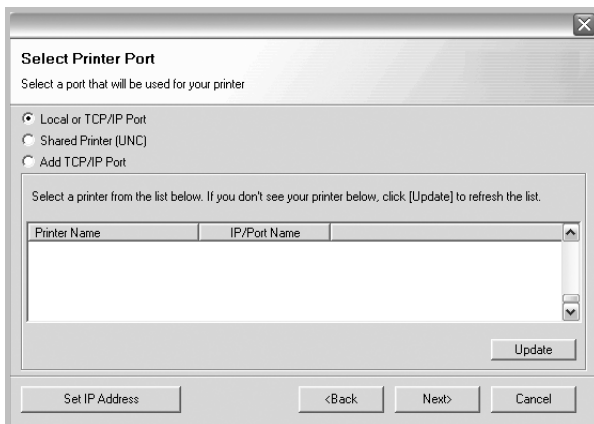 Select Printer Port
Select a port that will be used for your printer
Local or TCP/IP Port
Shared Printer (UNC)
Add TCP/IP Port
Select a printer from the list below. If you don't see your printer below, click [Update] to refresh the list.
Printer Name IP/Port Name
Update
Set IP Address <Back Next> Cancel